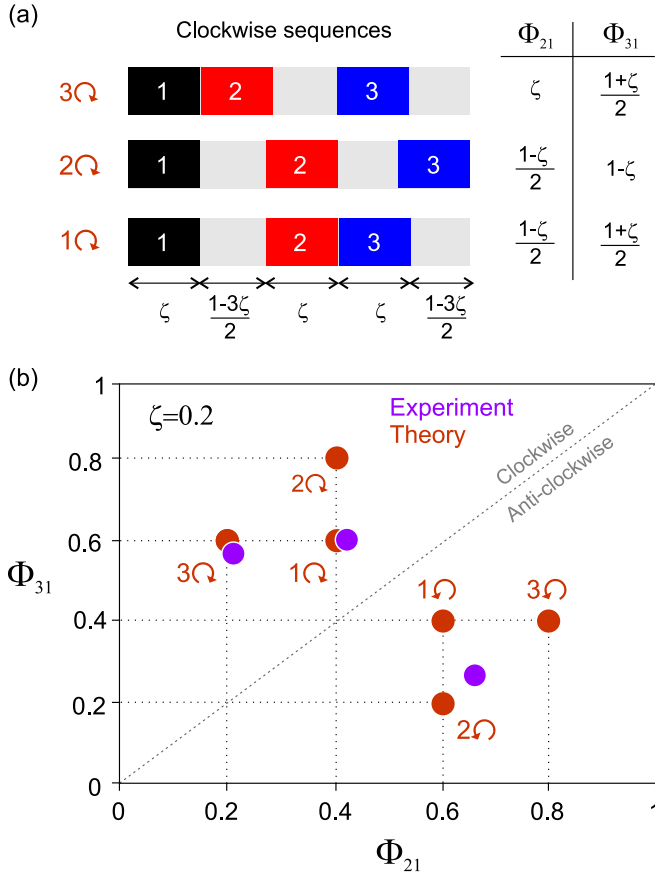 (a)
Clockwise sequences
Φ21 Φ31
3↻ 1 2 3 ζ 1+ζ/2
2↻ 1 2 3 1-ζ/2 1-ζ
1↻ 1 2 3 1-ζ/2 1+ζ/2
ζ 1-3ζ/2 ζ ζ 1-3ζ/2
(b)
1
ζ=0.2
Experiment
Theory
Clockwise
Anti-clockwise
0.8
2↻
0.6
3↻ 1↻
Φ31
1↺ 3↺
0.4
0.2
2↺
0
0 0.2 0.4 0.6 0.8 1
Φ21